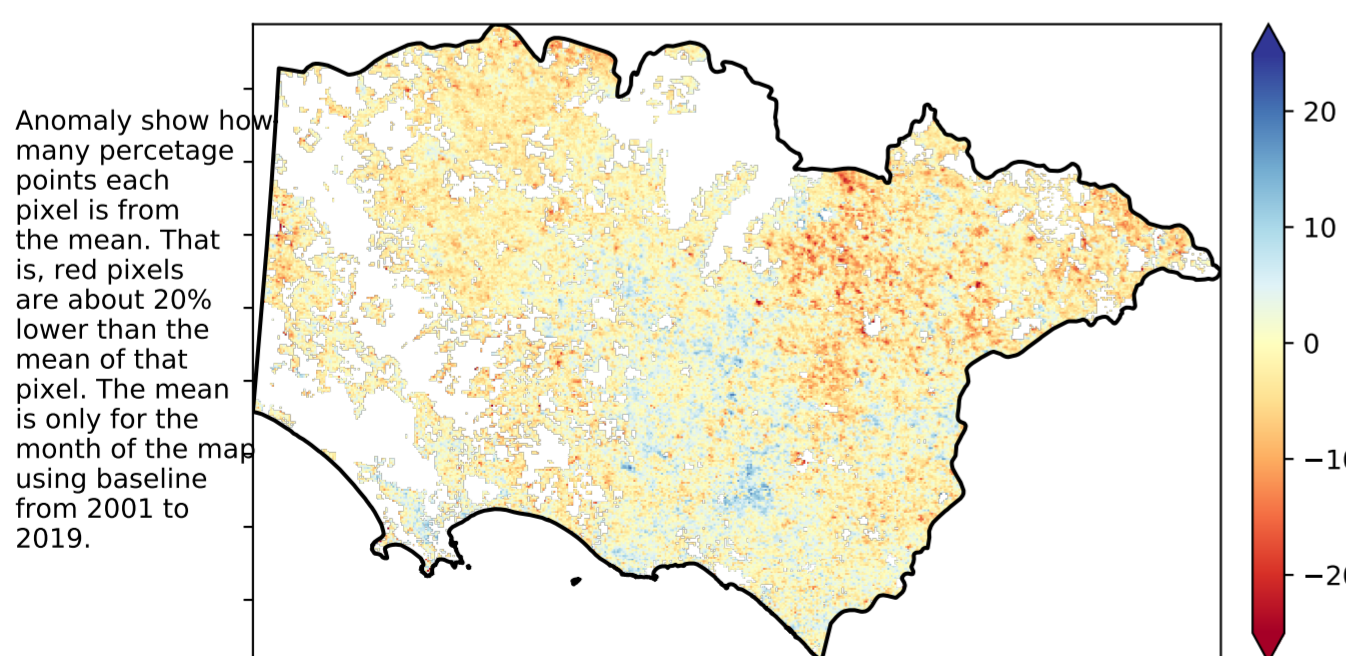 Anomaly show how
many percetage
points each
pixel is from
the mean. That
is, red pixels
are about 20%
lower than the
mean of that
pixel. The mean
is only for the
month of the map
using baseline
from 2001 to
2019.
20
10
0
−10
−20